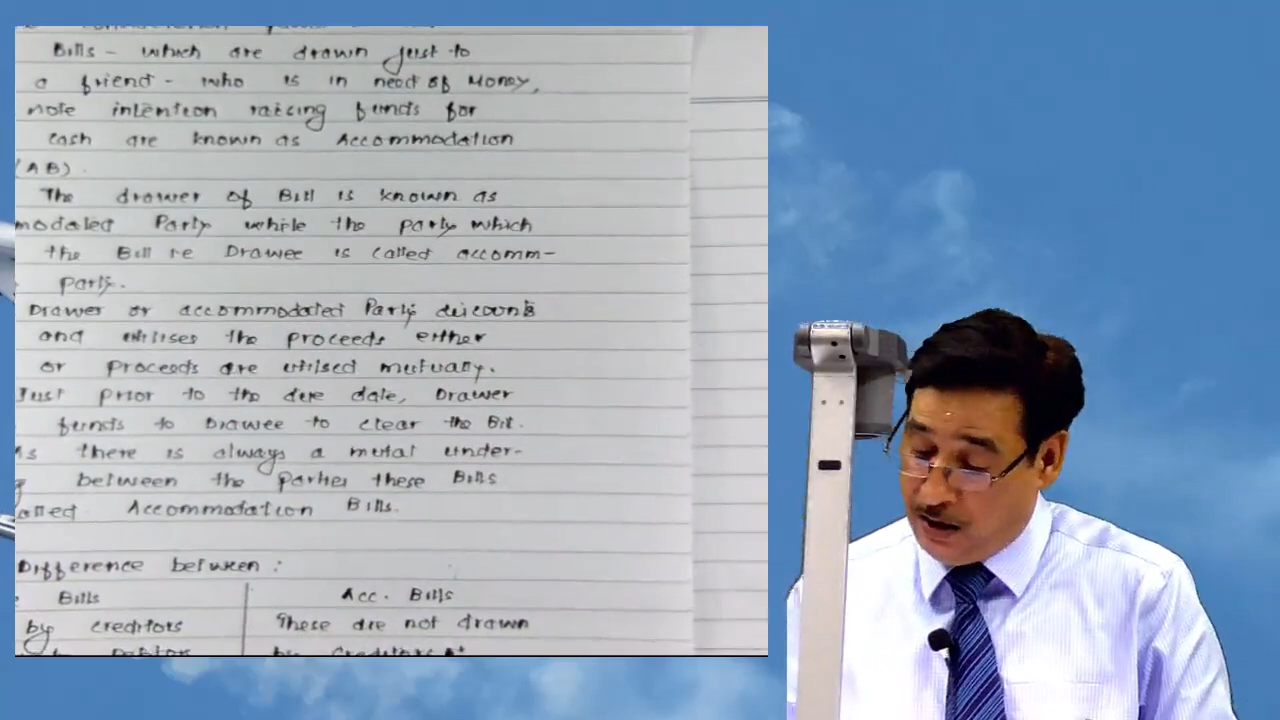 Bills - which are drawn just to
a friend - who is in need of Money,
note intention raising funds for
cash are known as Accommodation
(AB).
The drawer of Bill is known as
modated Party while the party which
the Bill ie Drawee is called accomm-
party.
Drawer or accommodated Party discounts
and utilises the proceeds either
or proceeds are utilised mutually.
Just prior to the due date, Drawer
funds to Drawee to clear the Bill.
As there is always a mutal under-
g between the parties these Bills
alled Accommodation Bills.
Difference between :
Bills Acc. Bills
by creditors These are not drawn
by creditors